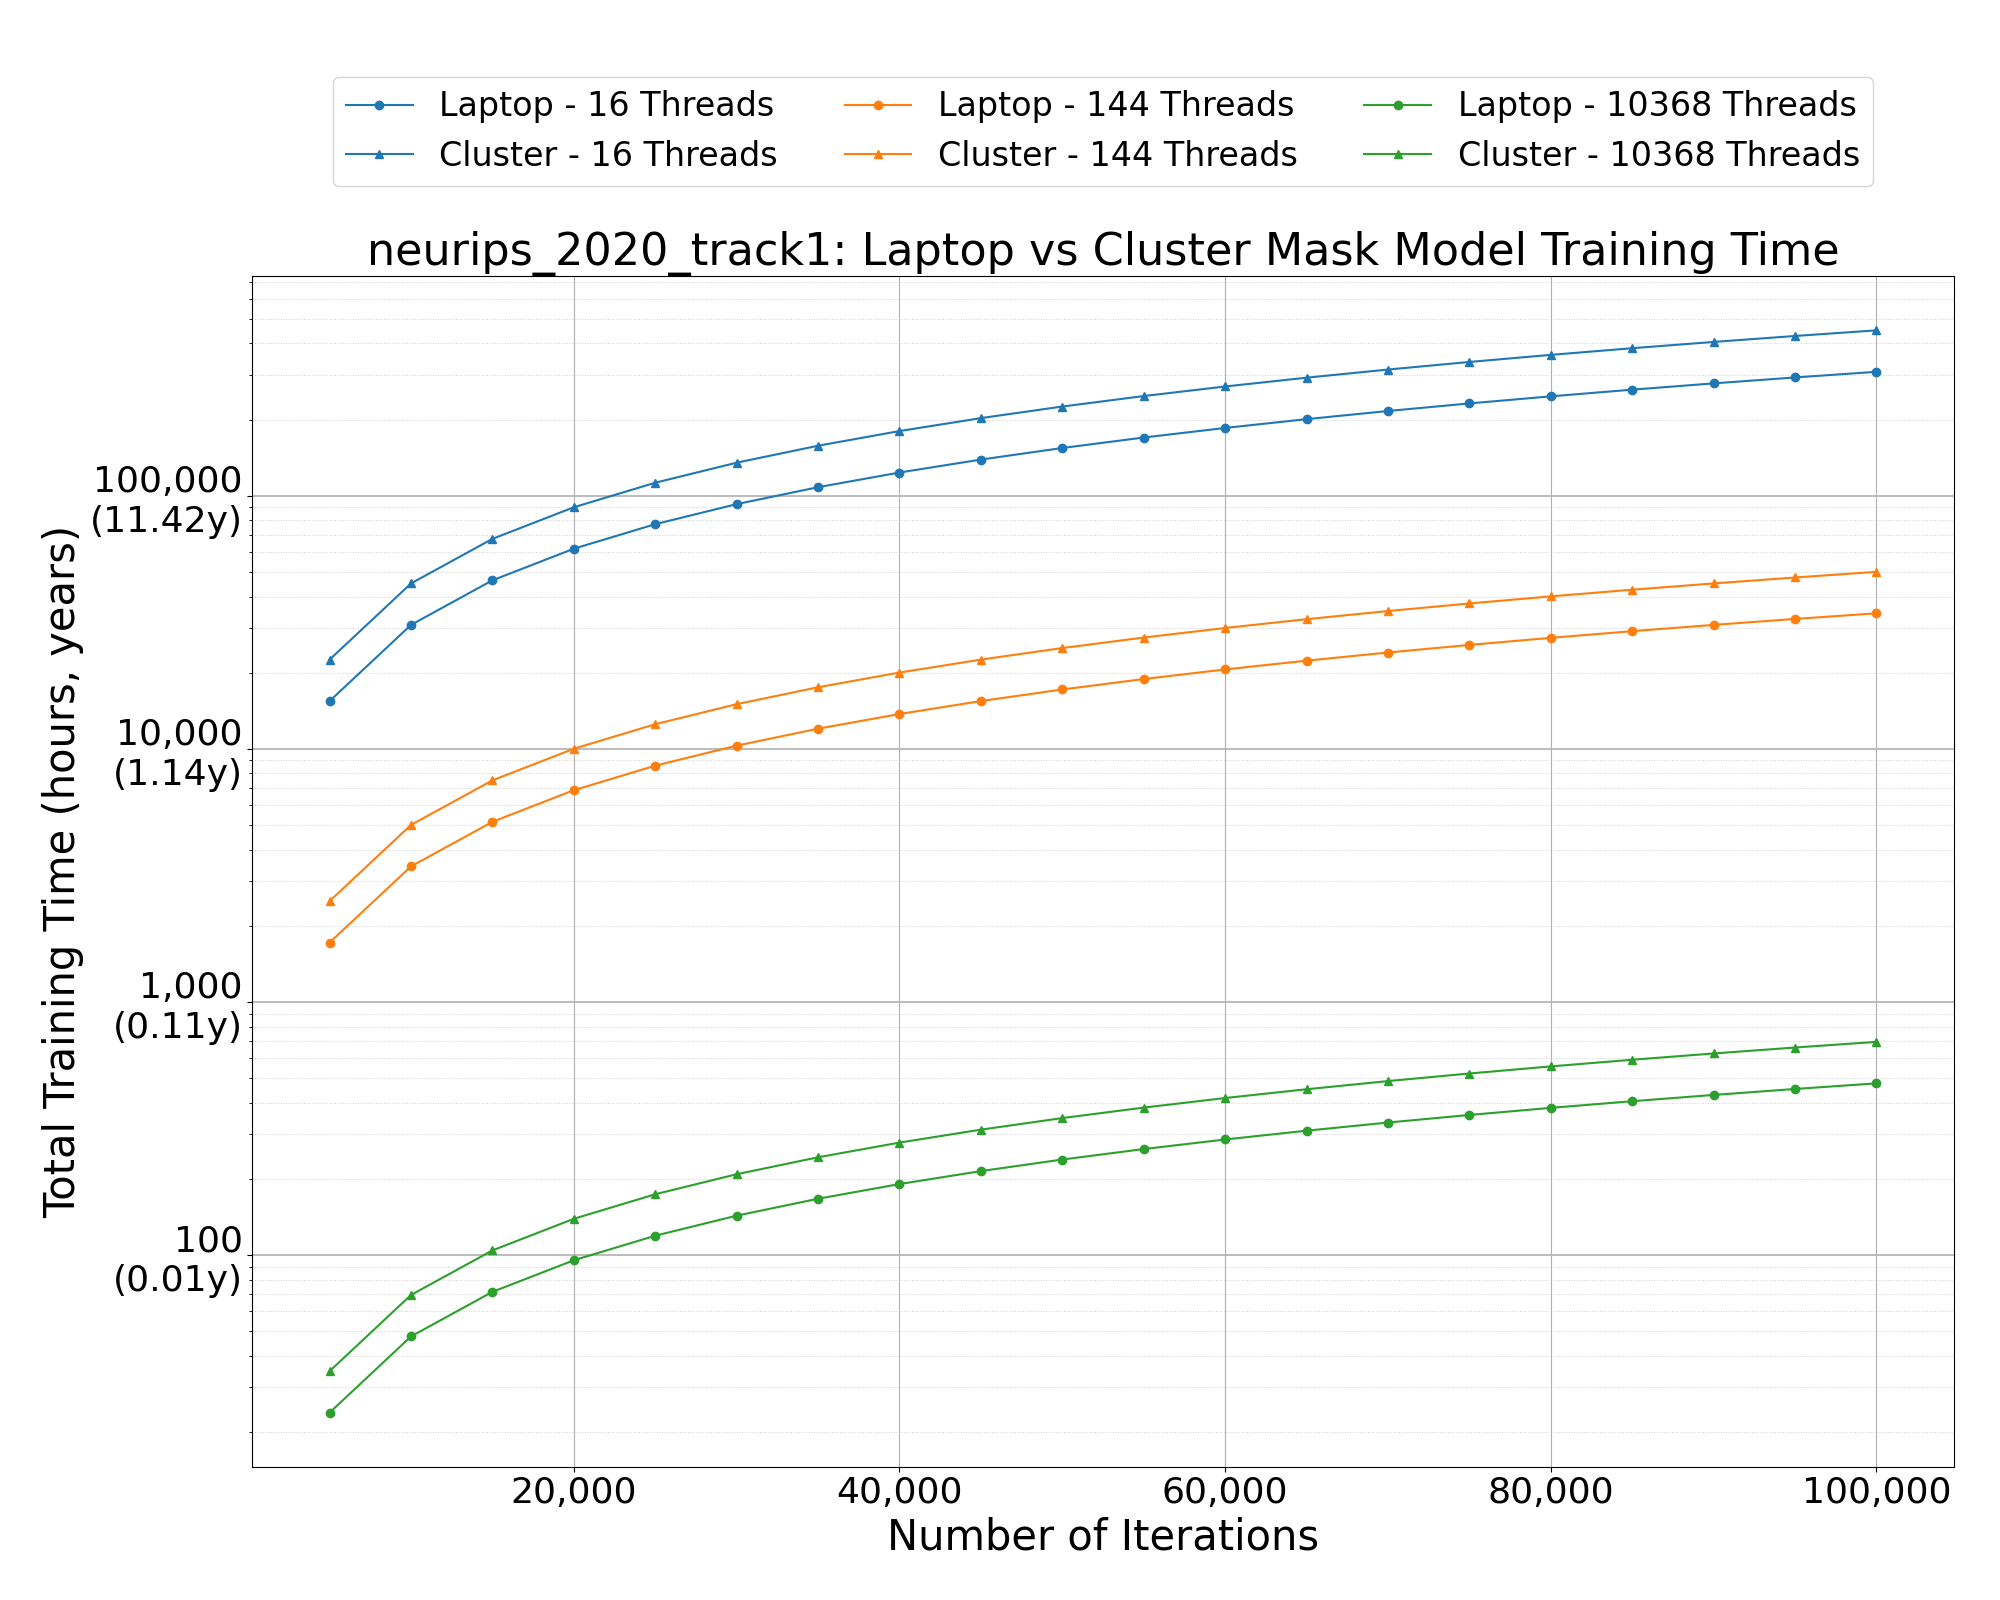 Laptop - 16 Threads
Cluster - 16 Threads
Laptop - 144 Threads
Cluster - 144 Threads
Laptop - 10368 Threads
Cluster - 10368 Threads
neurips_2020_track1: Laptop vs Cluster Mask Model Training Time
Total Training Time (hours, years)
100,000
(11.42y)
10,000
(1.14y)
1,000
(0.11y)
100
(0.01y)
20,000
40,000
60,000
80,000
100,000
Number of Iterations